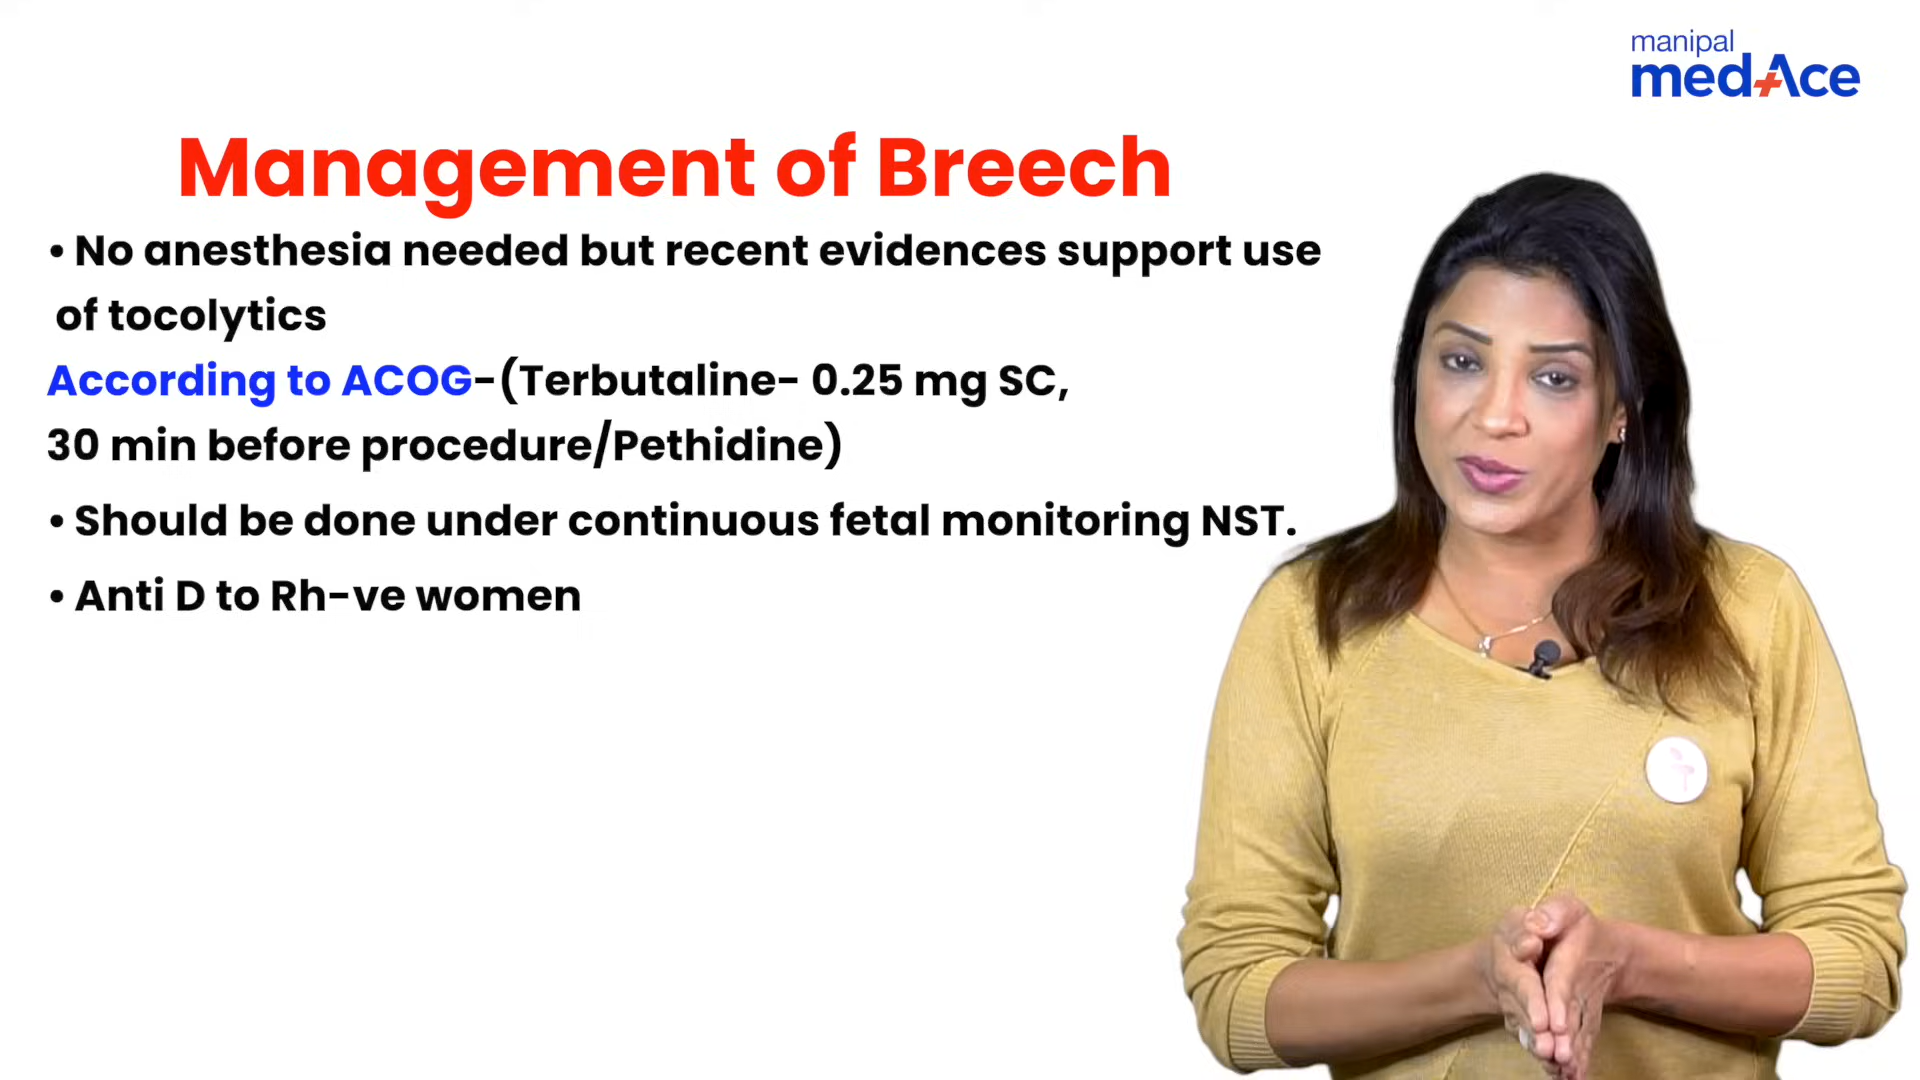 manipal
medAce
Management of Breech
• No anesthesia needed but recent evidences support use
of tocolytics
According to ACOG-(Terbutaline- 0.25 mg SC,
30 min before procedure/Pethidine)
• Should be done under continuous fetal monitoring NST.
• Anti D to Rh-ve women